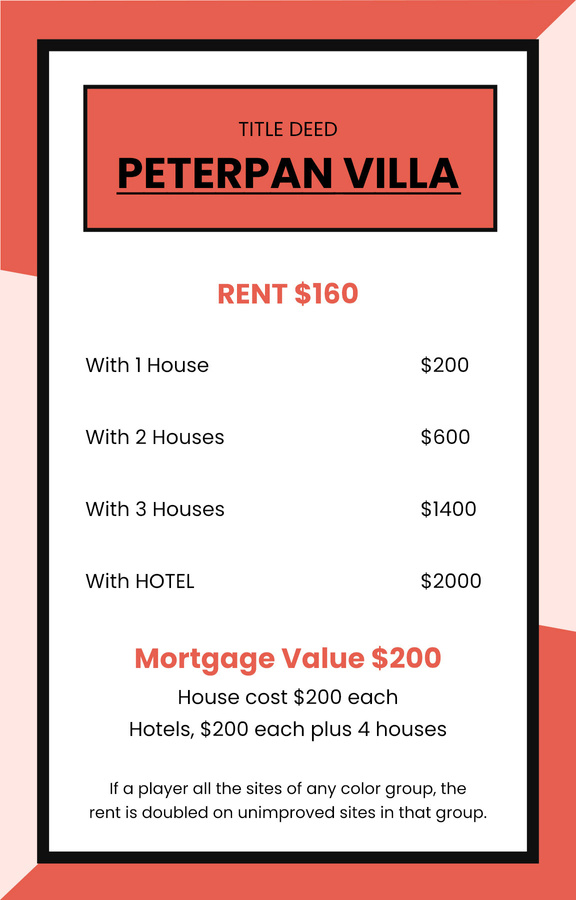 TITLE DEED
PETERPAN VILLA
RENT $160
With 1 House $200
With 2 Houses $600
With 3 Houses $1400
With HOTEL $2000
Mortgage Value $200
House cost $200 each
Hotels, $200 each plus 4 houses
If a player all the sites of any color group, the
rent is doubled on unimproved sites in that group.